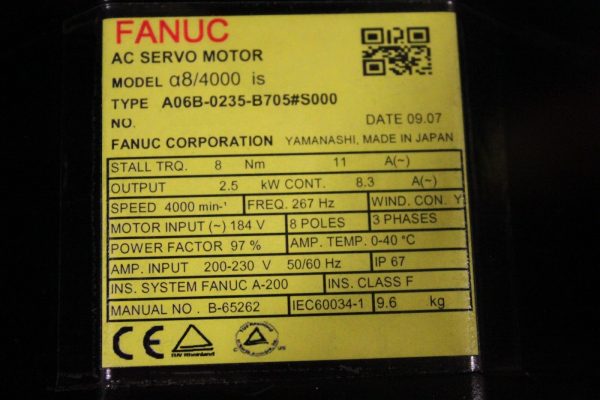 FANUC
AC SERVO MOTOR
MODEL α8/4000 is
TYPE A06B-0235-B705#S000
NO. DATE 09.07
FANUC CORPORATION YAMANASHI, MADE IN JAPAN
STALL TRQ. 8 Nm 11 A(~)
OUTPUT 2.5 kW CONT. 8.3 A(~)
SPEED 4000 min-¹ FREQ. 267 Hz WIND. CON. Y
MOTOR INPUT (~) 184 V 8 POLES 3 PHASES
POWER FACTOR 97 % AMP. TEMP. 0-40 °C
AMP. INPUT 200-230 V 50/60 Hz IP 67
INS. SYSTEM FANUC A-200 INS. CLASS F
MANUAL NO. B-65262 IEC60034-1 9.6 kg
CE TUV Rheinland C US